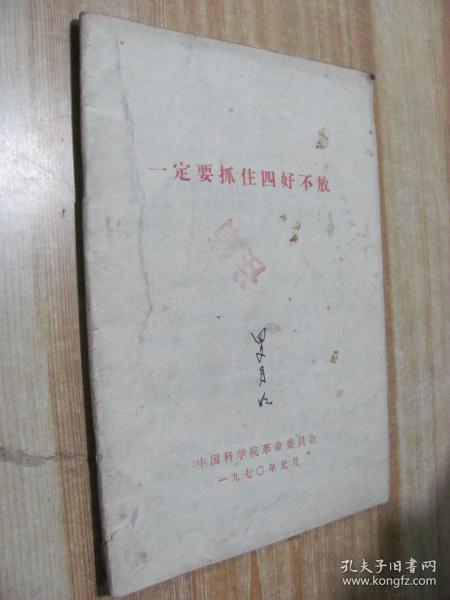 一定要抓住四好不放
中国科学院革命委员会
一九七〇年元月
孔夫子旧书网
www.kongfz.com